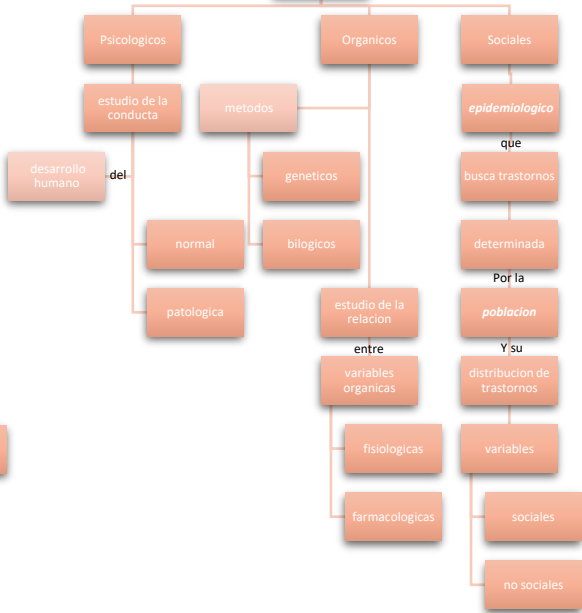 Psicologicos
Organicos
Sociales
estudio de la
conducta
metodos
epidemiologico
que
desarrollo
humano
del
geneticos
busca trastornos
normal
bilogicos
determinada
Por la
patologica
estudio de la
relacion
poblacion
entre
Y su
variables
organicas
distribucion de
trastornos
fisiologicas
variables
farmacologicas
sociales
no sociales